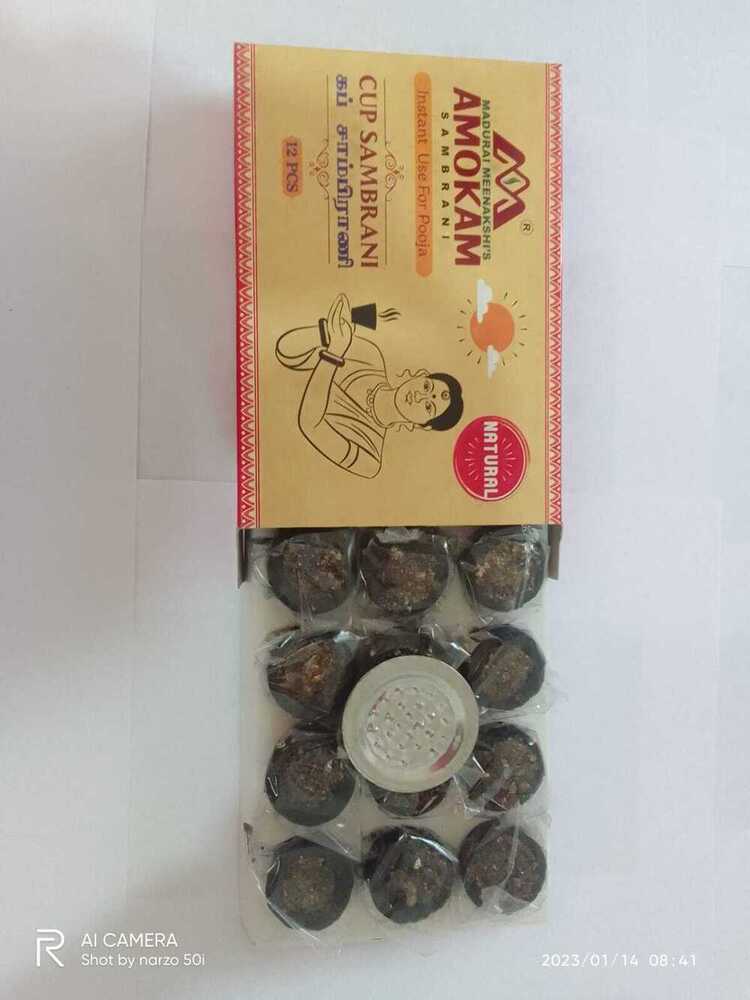 MADURAI MEENAKSHI'S
AMOKAM
SAMBRANI
®
Instant Use For Pooja
CUP SAMBRANI
கப் சாம்பிராணி
12 PCS
NATURAL
R
AI CAMERA
Shot by narzo 50i
2023/01/14 08:41